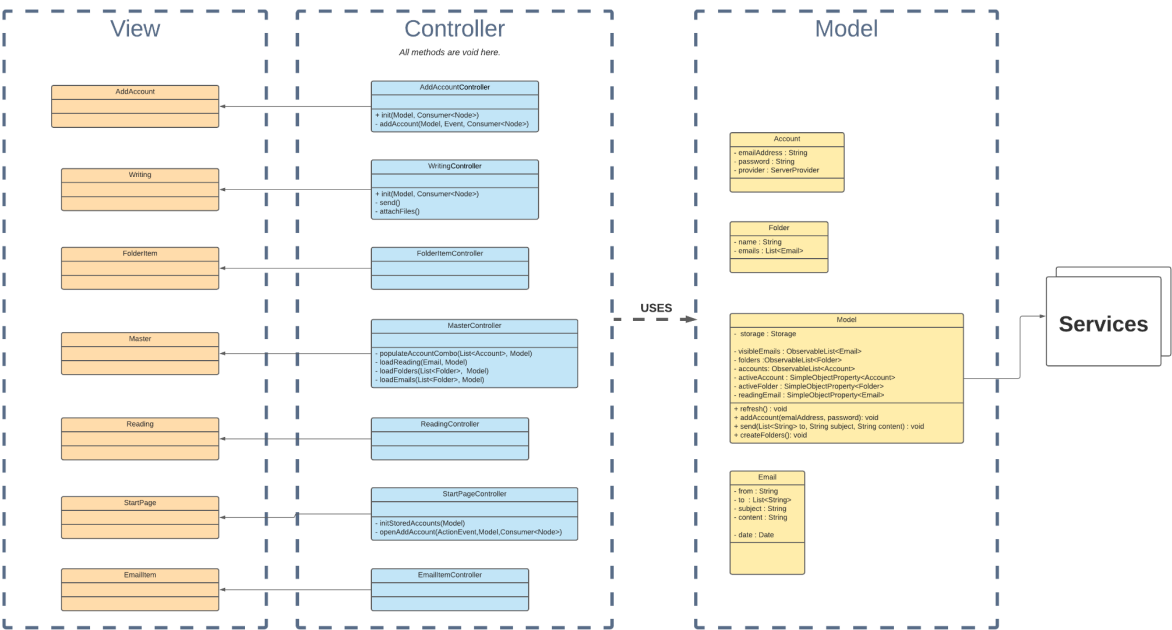 View
AddAccount
Writing
FolderItem
Master
Reading
StartPage
EmailItem
Controller
All methods are void here.
AddAccountController
+ init(Model, Consumer<Node>)
- addAccount(Model, Event, Consumer<Node>)
WritingController
+ init(Model, Consumer<Node>)
- send()
- attachFiles()
FolderItemController
MasterController
- populateAccountCombo(List<Account>, Model)
- loadReading(Email, Model)
- loadFolders(List<Folder>, Model)
- loadEmails(List<Folder>, Model)
ReadingController
StartPageController
- initStoredAccounts(Model)
- openAddAccount(ActionEvent,Model,Consumer<Node>)
EmailItemController
USES
Model
Account
- emailAddress : String
- password : String
- provider : ServerProvider
Folder
- name : String
- emails : List<Email>
Model
- storage : Storage
- visibleEmails : ObservableList<Email>
- folders :ObservableList<Folder>
- accounts: ObservableList<Account>
- activeAccount : SimpleObjectProperty<Account>
- activeFolder : SimpleObjectProperty<Folder>
- readingEmail : SimpleObjectProperty<Email>
+ refresh() : void
+ addAccount(emalAddress, password): void
+ send(List<String> to, String subject, String content) : void
+ createFolders(): void
Email
- from : String
- to : List<String>
- subject : String
- content : String
- date : Date
Services